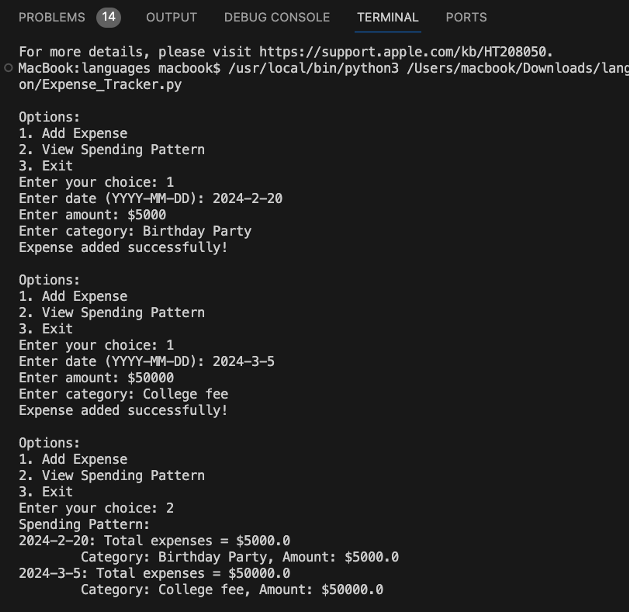 PROBLEMS 14 OUTPUT DEBUG CONSOLE TERMINAL PORTS
For more details, please visit https://support.apple.com/kb/HT208050.
MacBook:languages macbook$ /usr/local/bin/python3 /Users/macbook/Downloads/lang
on/Expense_Tracker.py
Options:
1. Add Expense
2. View Spending Pattern
3. Exit
Enter your choice: 1
Enter date (YYYY-MM-DD): 2024-2-20
Enter amount: $5000
Enter category: Birthday Party
Expense added successfully!
Options:
1. Add Expense
2. View Spending Pattern
3. Exit
Enter your choice: 1
Enter date (YYYY-MM-DD): 2024-3-5
Enter amount: $50000
Enter category: College fee
Expense added successfully!
Options:
1. Add Expense
2. View Spending Pattern
3. Exit
Enter your choice: 2
Spending Pattern:
2024-2-20: Total expenses = $5000.0
Category: Birthday Party, Amount: $5000.0
2024-3-5: Total expenses = $50000.0
Category: College fee, Amount: $50000.0